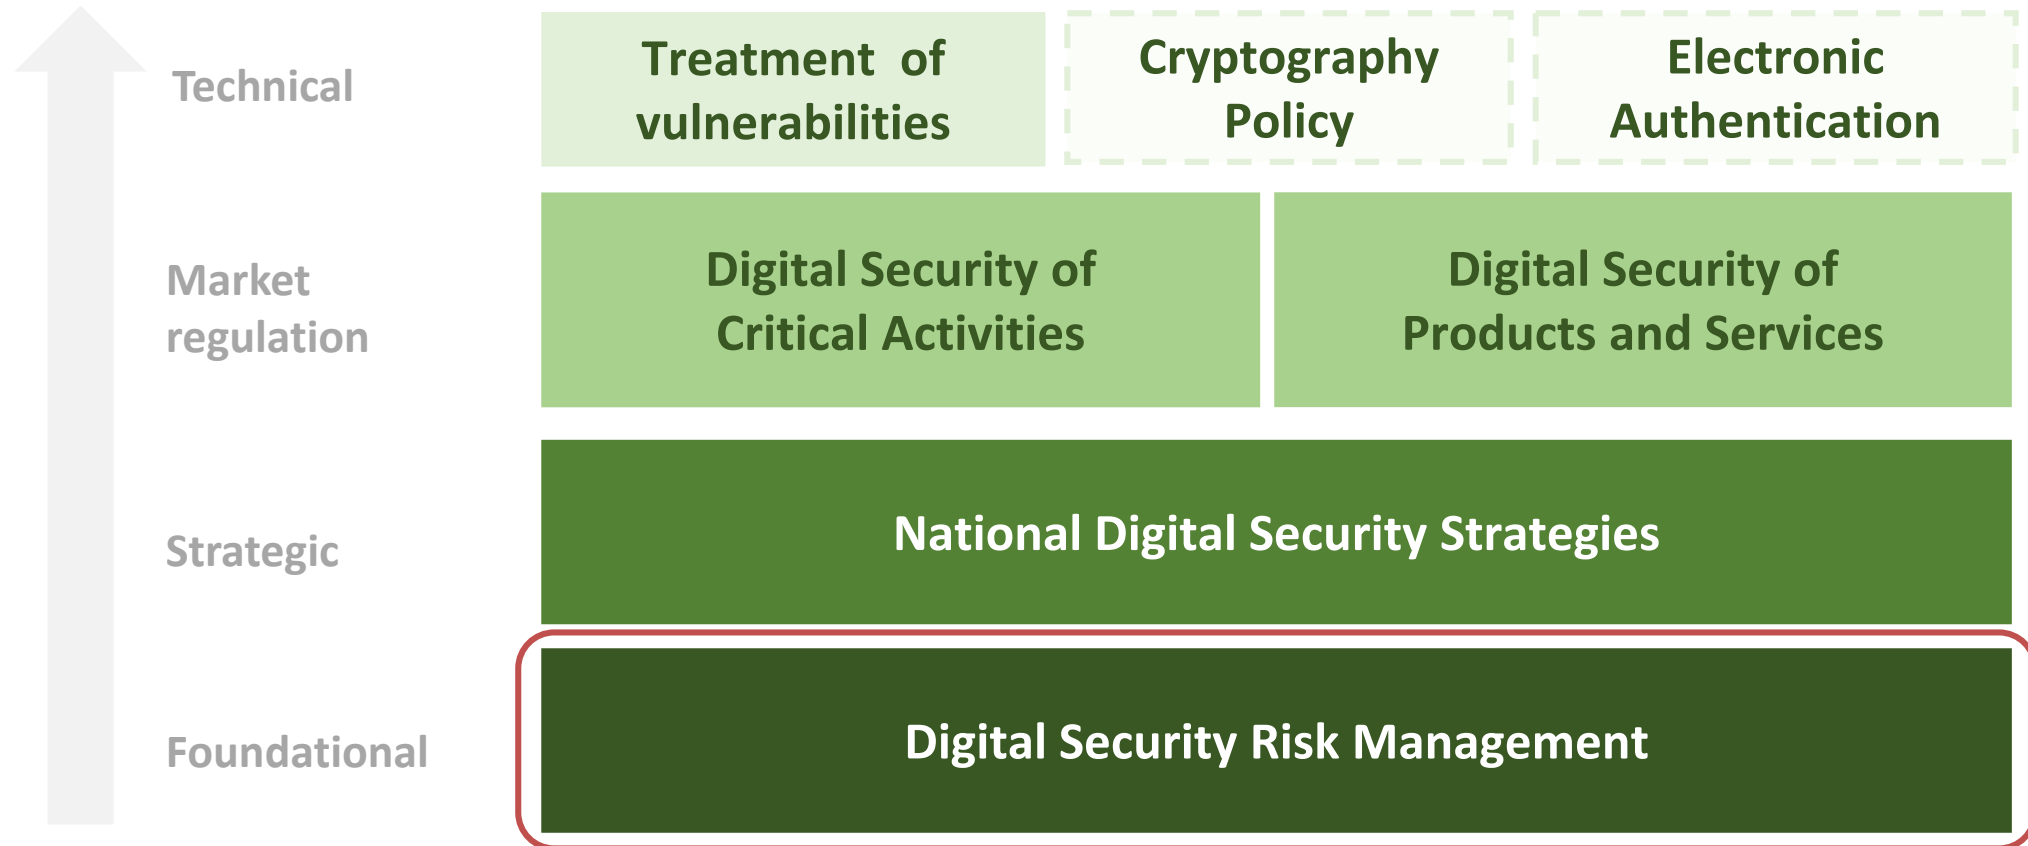 Technical
Treatment of
vulnerabilities
Cryptography
Policy
Electronic
Authentication
Market
regulation
Digital Security of
Critical Activities
Digital Security of
Products and Services
Strategic
National Digital Security Strategies
Foundational
Digital Security Risk Management